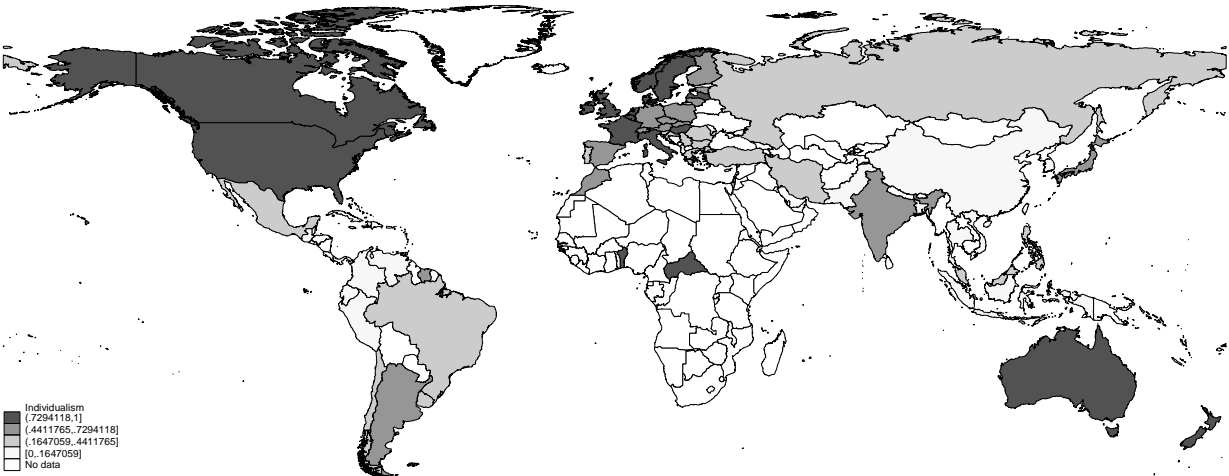 Individualism
(.7294118,1]
(.4411765,.7294118]
(.1647059,.4411765]
[0,.1647059]
No data